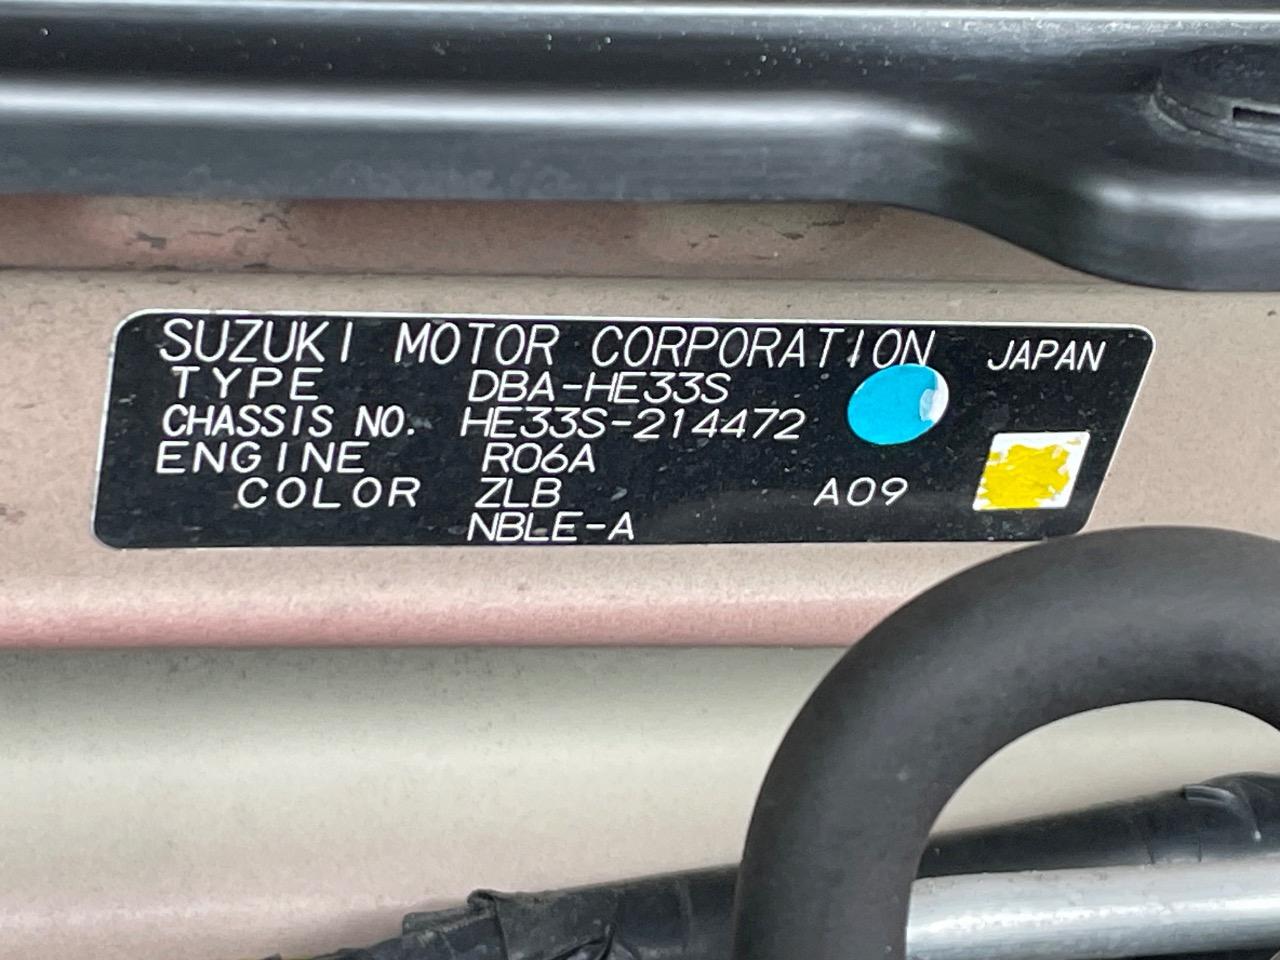 SUZUKI MOTOR CORPORATION JAPAN
TYPE DBA-HE33S
CHASSIS NO. HE33S-214472
ENGINE R06A
COLOR ZLB A09
NBLE-A